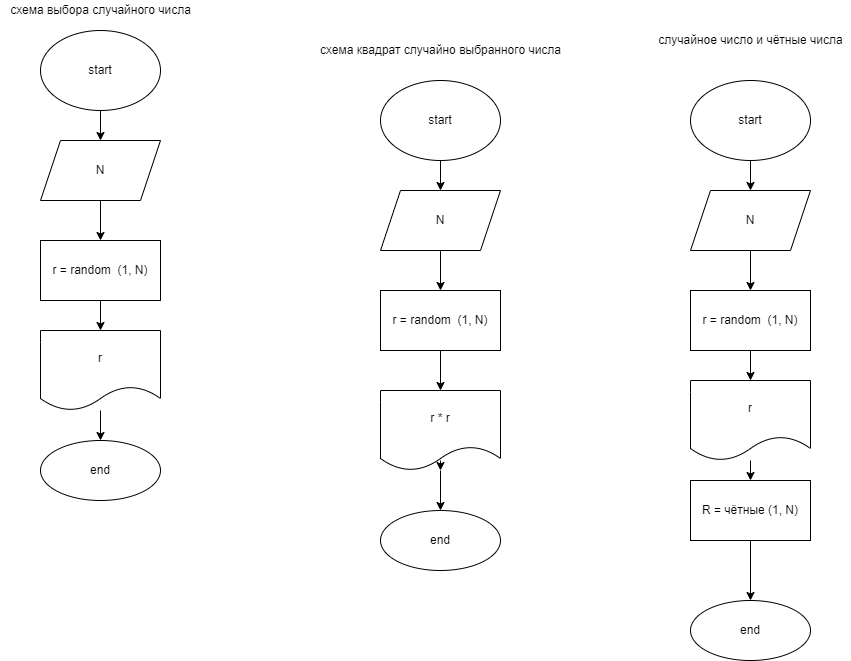 схема выбора случайного числа
start
N
r = random (1, N)
r
end
схема квадрат случайно выбранного числа
start
N
r = random (1, N)
r * r
end
случайное число и чётные числа
start
N
r = random (1, N)
r
R = чётные (1, N)
end